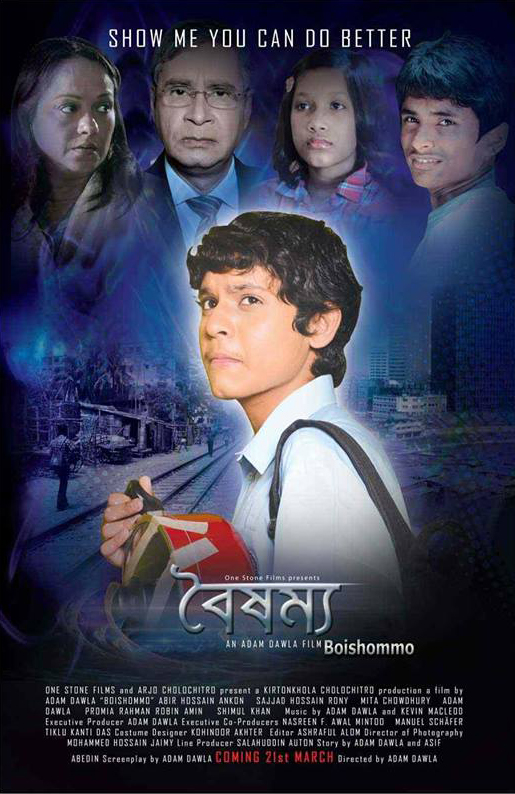 SHOW ME YOU CAN DO BETTER
One Stone Films presents
বৈষম্য
AN ADAM DAWLA FILM Boishommo
ONE STONE FILMS and ARJO CHOLOCHITRO present a KIRTONKHOLA CHOLOCHITRO production a film by
ADAM DAWLA "BOISHOMMO" ABIR HOSSAIN ANKON SAJJAD HOSSAIN RONY MITA CHOWDHURY ADAM
DAWLA PROMIA RAHMAN ROBIN AMIN SHIMUL KHAN Music by ADAM DAWLA and KEVIN MACLEOD
Executive Producer ADAM DAWLA Executive Co-Producers NASREEN F. AWAL MINTOO MANUEL SCHÄFER
TIKLU KANTI DAS Costume Designer KOHINOOR AKHTER Editor ASHRAFUL ALOM Director of Photography
MOHAMMED HOSSAIN JAIMY Line Producer SALAHUDDIN AUTON Story by ADAM DAWLA and ASIF
ABEDIN Screenplay by ADAM DAWLA COMING 21st MARCH Directed by ADAM DAWLA